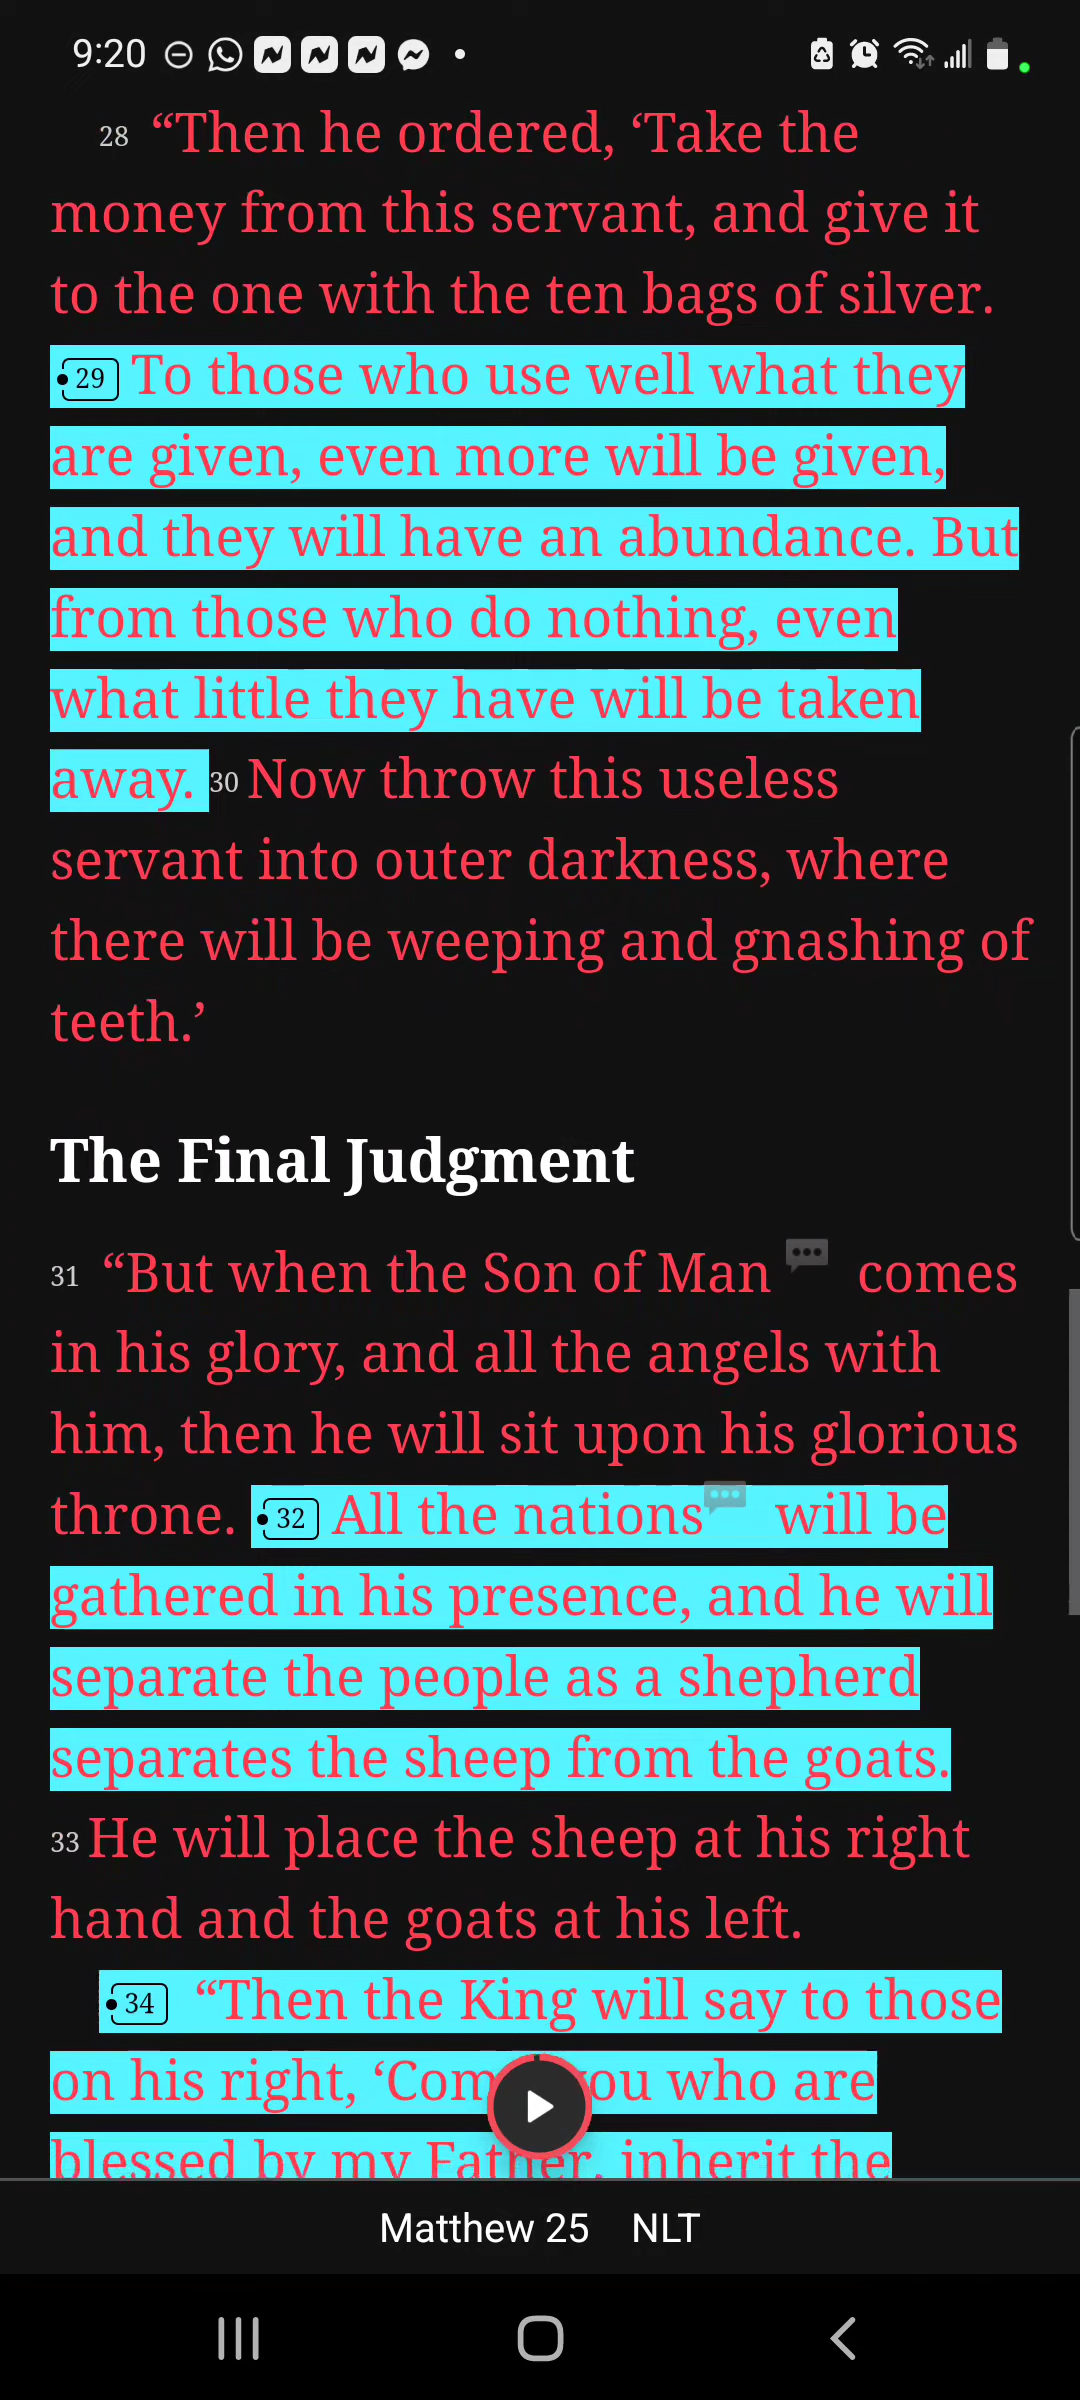 9:20
28 “Then he ordered, ‘Take the
money from this servant, and give it
to the one with the ten bags of silver.
29 To those who use well what they
are given, even more will be given,
and they will have an abundance. But
from those who do nothing, even
what little they have will be taken
away. 30 Now throw this useless
servant into outer darkness, where
there will be weeping and gnashing of
teeth.’
The Final Judgment
31 “But when the Son of Man comes
in his glory, and all the angels with
him, then he will sit upon his glorious
throne. 32 All the nations will be
gathered in his presence, and he will
separate the people as a shepherd
separates the sheep from the goats.
33 He will place the sheep at his right
hand and the goats at his left.
34 “Then the King will say to those
on his right, ‘Com ou who are
blessed by my Father, inherit the
Matthew 25 NLT